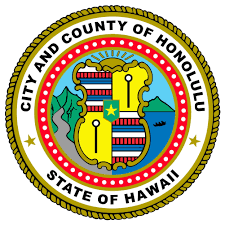 CITY AND COUNTY OF HONOLULU
STATE OF HAWAII